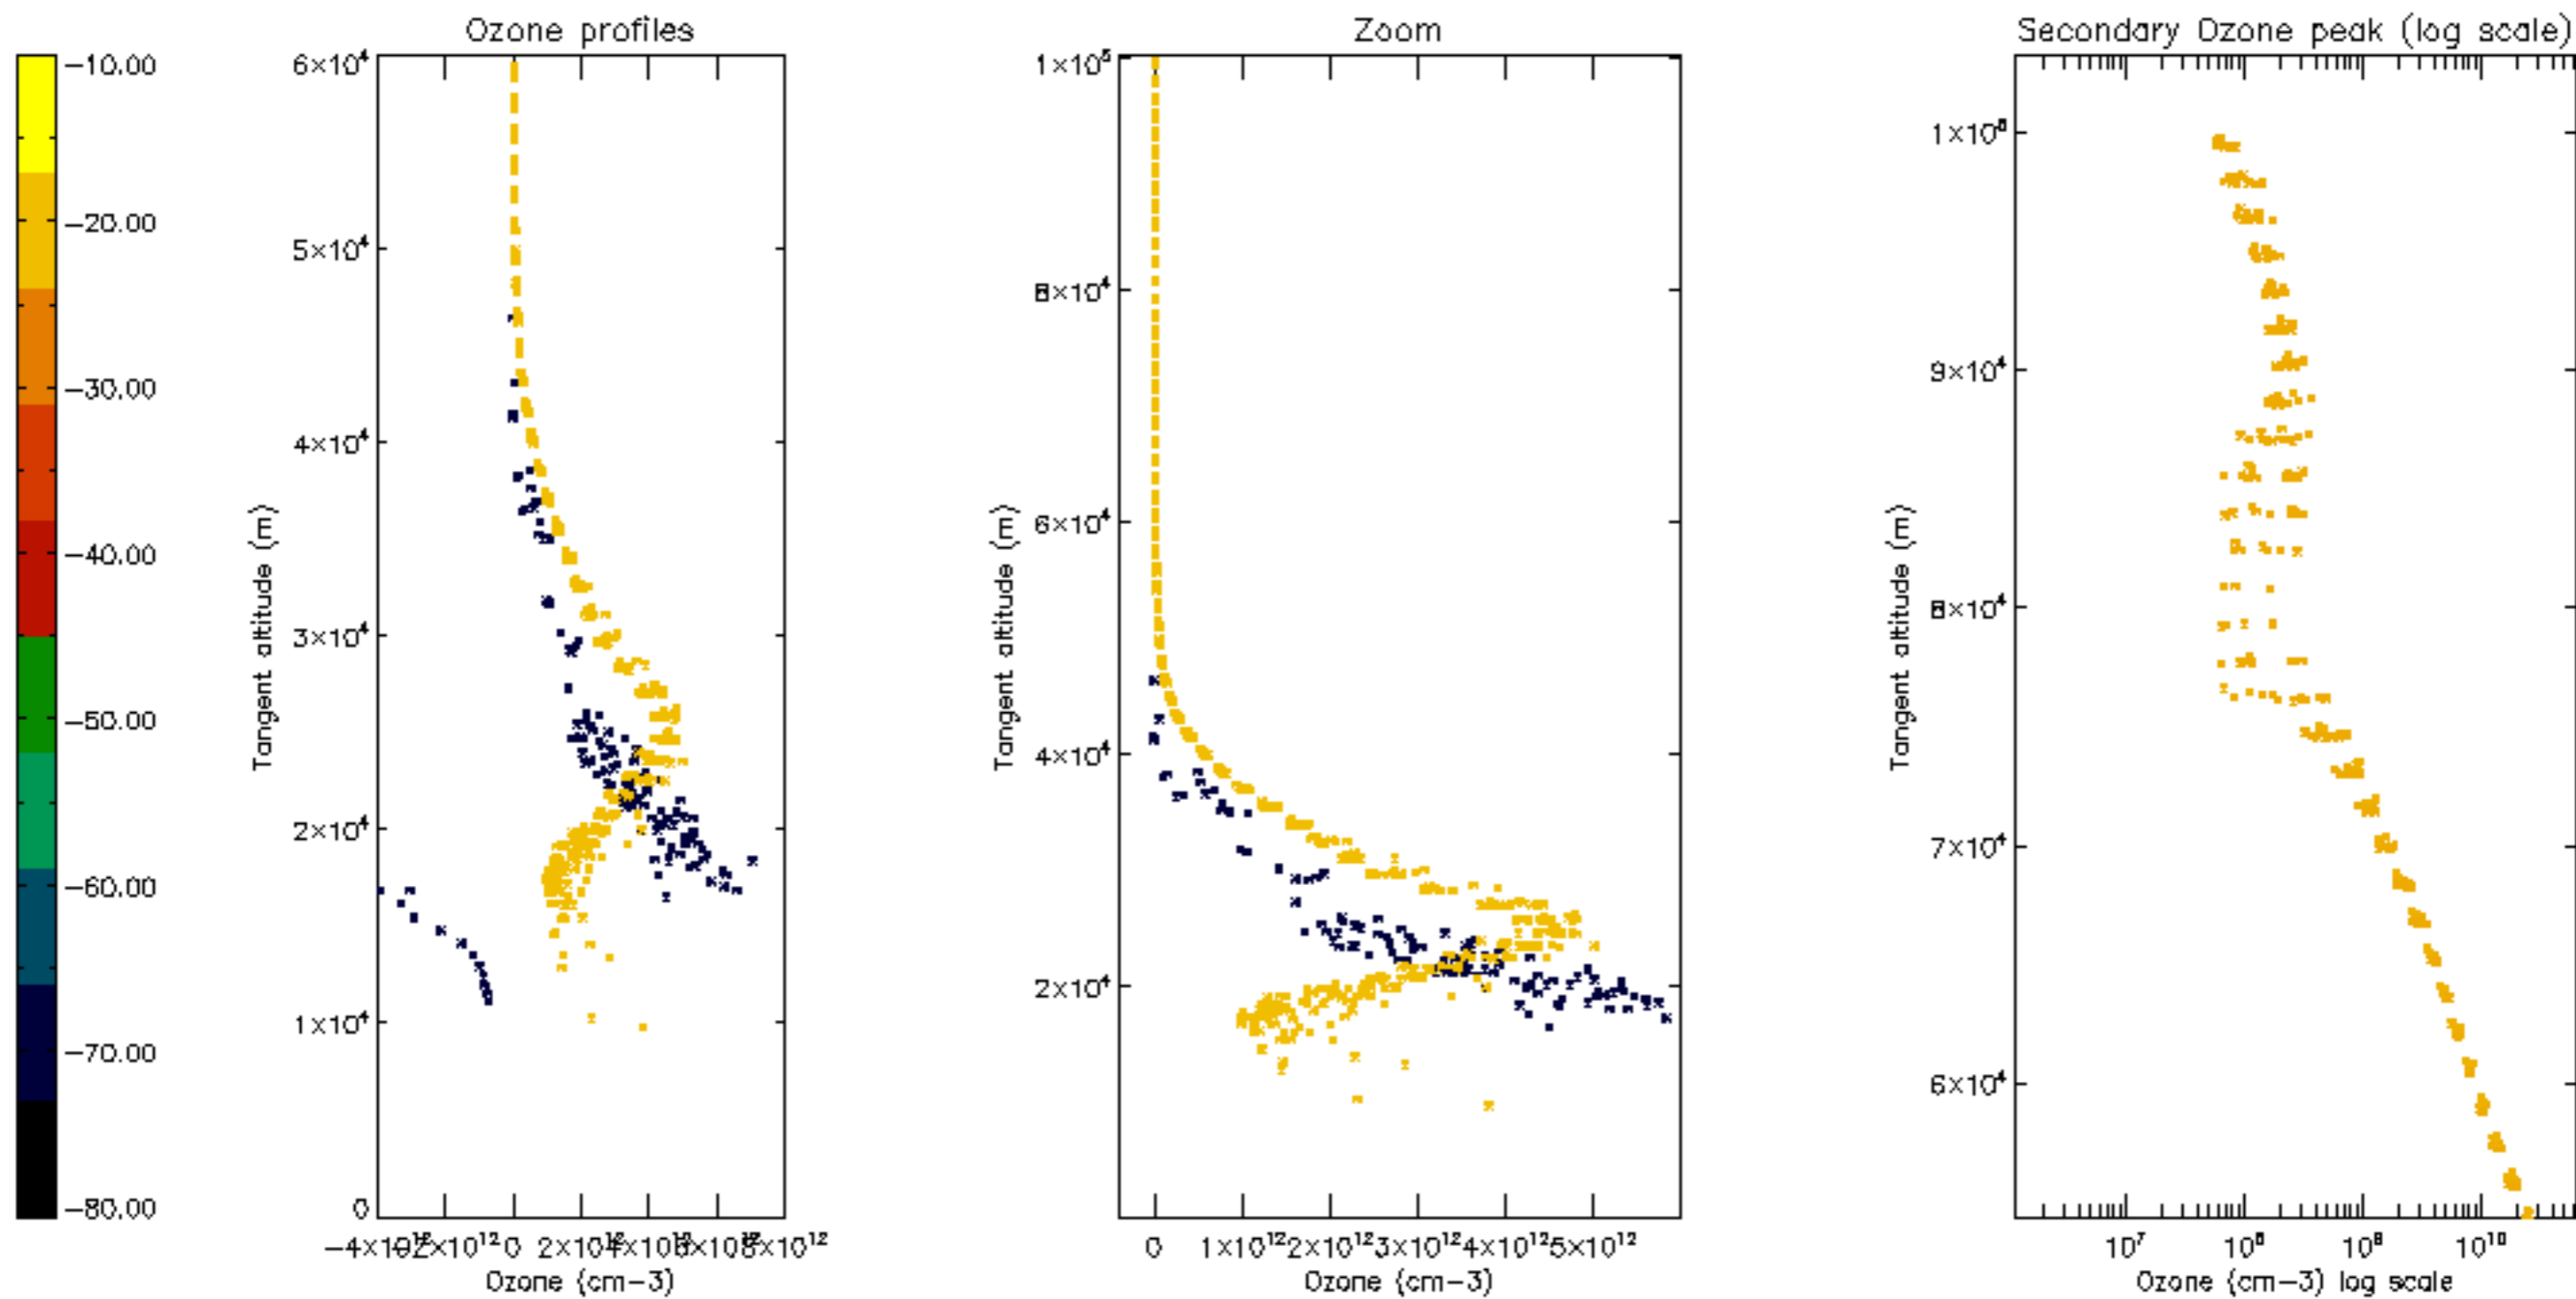 Ozone profiles
Zoom
Secondary Ozone peak (log scale)
−10.00
−20.00
−30.00
−40.00
−50.00
−60.00
−70.00
−80.00
6×10⁴
5×10⁴
4×10⁴
3×10⁴
2×10⁴
1×10⁴
0
Tangent altitude (m)
0
Ozone (cm−3)
1×10⁵
8×10⁴
6×10⁴
4×10⁴
2×10⁴
Tangent altitude (m)
0 1×10¹² 2×10¹² 3×10¹² 4×10¹² 5×10¹²
Ozone (cm−3)
9×10⁴
8×10⁴
7×10⁴
6×10⁴
Tangent altitude (m)
10⁷ 10⁸ 10⁹ 10¹⁰
Ozone (cm−3) log scale